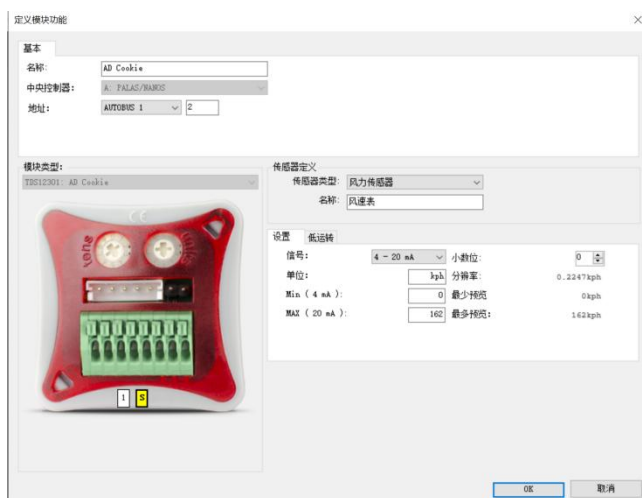 定义模块功能
基本
名称: AD Cookie
中央控制器: A: PALAS/NANOS
地址: AUTOBUS 1 2
模块类型:
TDS12301: AD Cookie
tens
units
1 S
传感器定义
传感器类型: 风力传感器
名称: 风速表
设置 低运转
信号: 4 - 20 mA 小数位: 0
单位: kph 分辨率: 0.2247kph
Min ( 4 mA ): 0 最少预览 0kph
MAX ( 20 mA ): 162 最多预览: 162kph
OK 取消